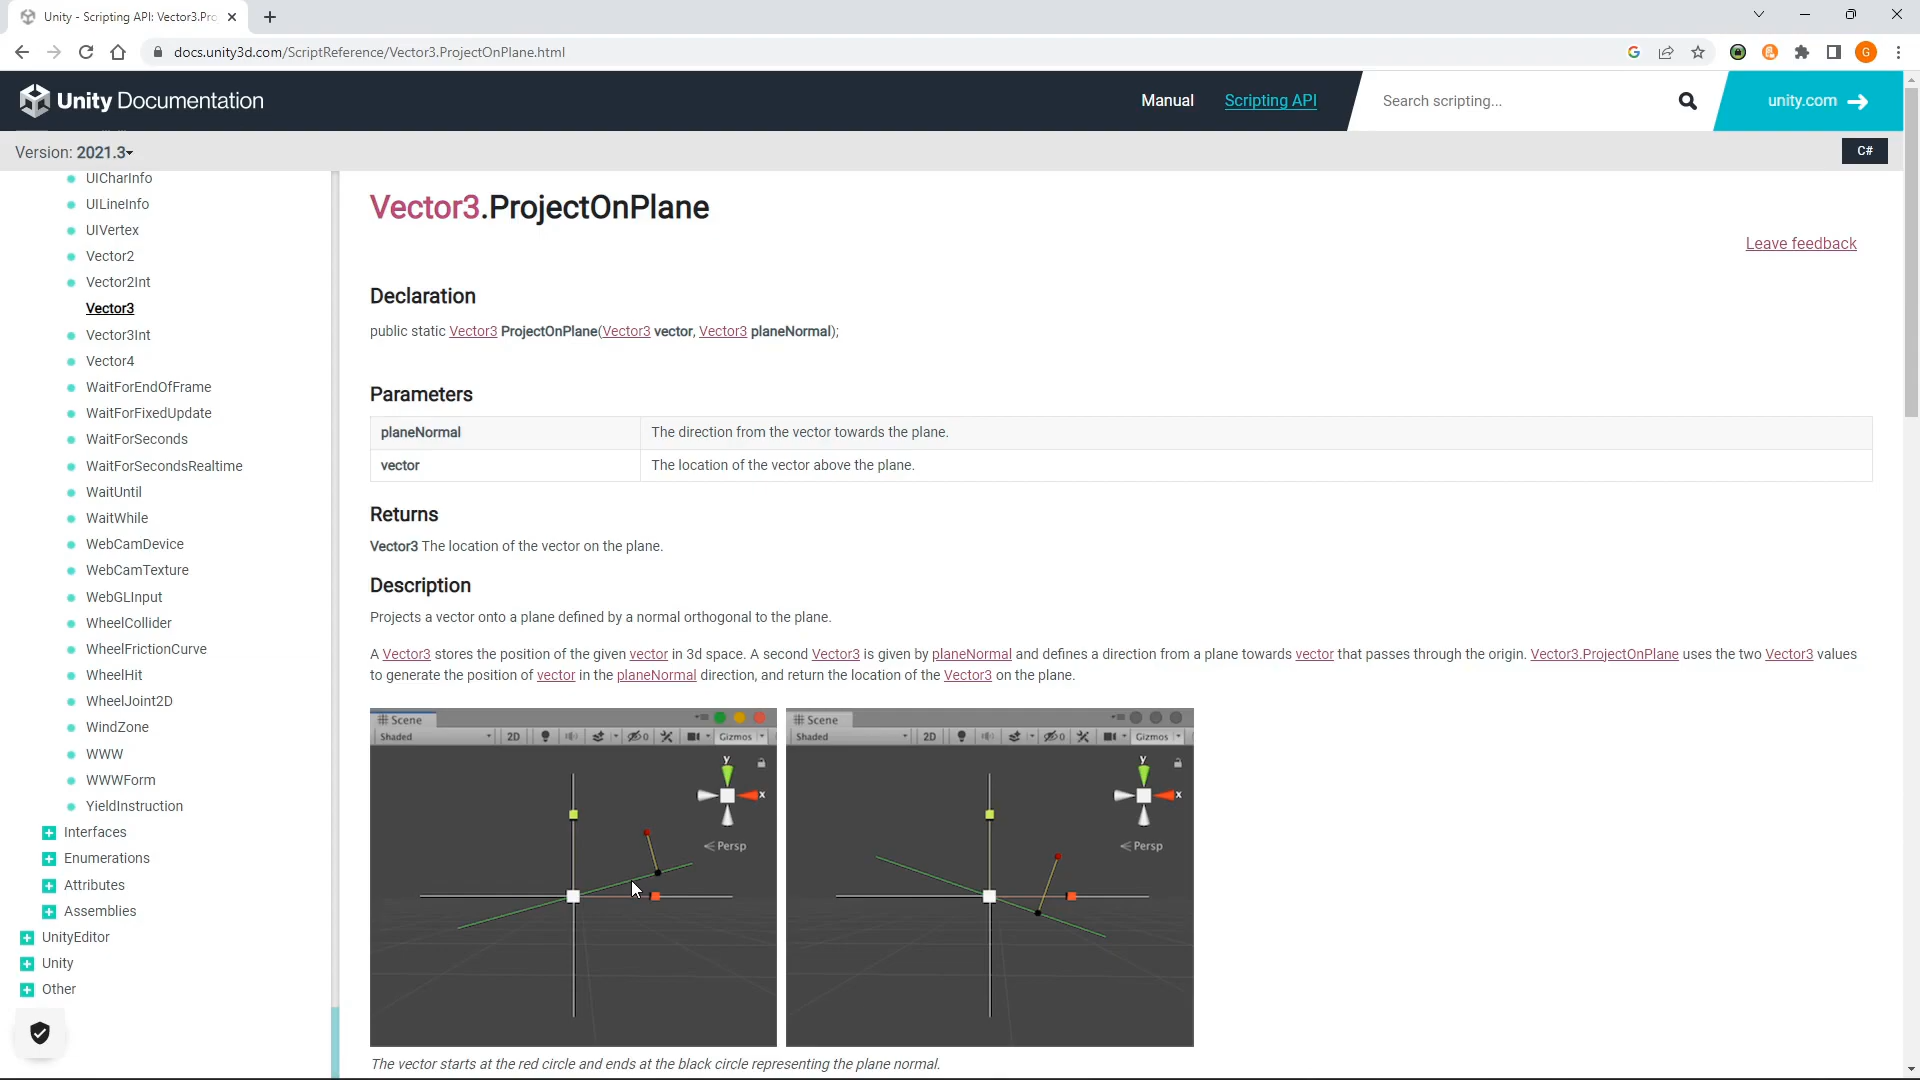 Unity - Scripting API: Vector3.Pro
docs.unity3d.com/ScriptReference/Vector3.ProjectOnPlane.html
G
Unity Documentation
Manual
Scripting API
Search scripting...
unity.com
Version: 2021.3
C#
UICharInfo
UILineInfo
UIVertex
Vector2
Vector2Int
Vector3
Vector3Int
Vector4
WaitForEndOfFrame
WaitForFixedUpdate
WaitForSeconds
WaitForSecondsRealtime
WaitUntil
WaitWhile
WebCamDevice
WebCamTexture
WebGLInput
WheelCollider
WheelFrictionCurve
WheelHit
WheelJoint2D
WindZone
WWW
WWWForm
YieldInstruction
Interfaces
Enumerations
Attributes
Assemblies
UnityEditor
Unity
Other
Vector3.ProjectOnPlane
Leave feedback
Declaration
public static Vector3 ProjectOnPlane(Vector3 vector, Vector3 planeNormal);
Parameters
planeNormal The direction from the vector towards the plane.
vector The location of the vector above the plane.
Returns
Vector3 The location of the vector on the plane.
Description
Projects a vector onto a plane defined by a normal orthogonal to the plane.
A Vector3 stores the position of the given vector in 3d space. A second Vector3 is given by planeNormal and defines a direction from a plane towards vector that passes through the origin. Vector3.ProjectOnPlane uses the two Vector3 values
to generate the position of vector in the planeNormal direction, and return the location of the Vector3 on the plane.
Scene
Shaded 2D 0 Gizmos
y
x
Persp
Scene
Shaded 2D 0 Gizmos
y
x
Persp
The vector starts at the red circle and ends at the black circle representing the plane normal.